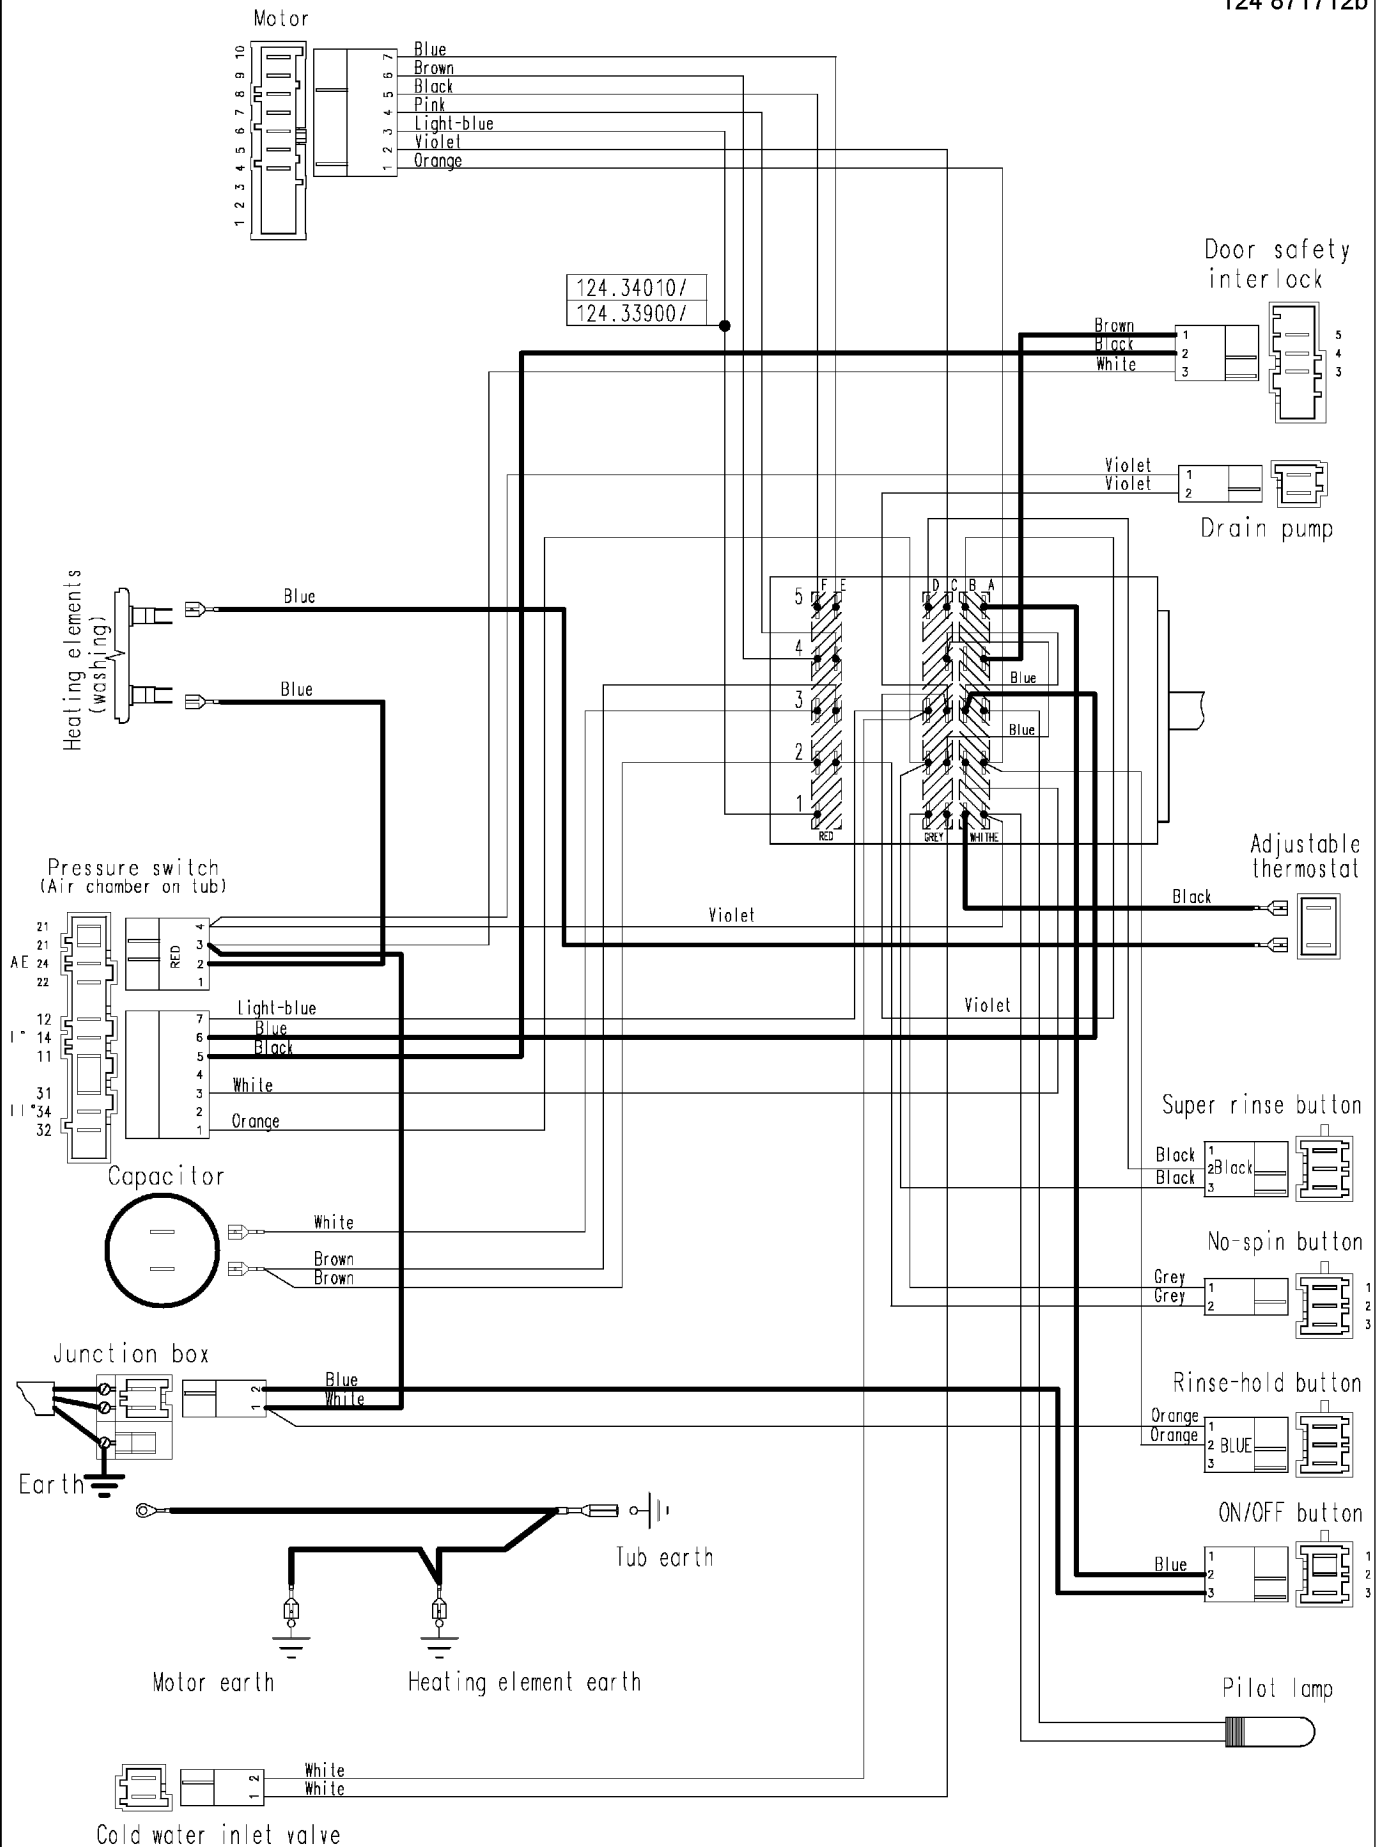 124 871712b
Motor
10
9
8
7
6
5
4
3
2
1
7
6
5
4
3
2
1
Blue
Brown
Black
Pink
Light-blue
Violet
Orange
124.34010/
124.33900/
Door safety
interlock
Brown
Black
White
1
2
3
5
4
3
Violet
Violet
1
2
Drain pump
Heating elements
(washing)
Blue
Blue
F E D C B A
5
4
3
2
1
Blue
Blue
RED
GREY
WHITHE
Adjustable
thermostat
Black
Pressure switch
(Air chamber on tub)
21
21
AE 24
22
12
I° 14
11
31
II°34
32
RED
4
3
2
1
Violet
7
6
5
4
3
2
1
Light-blue
Blue
Black
White
Orange
Violet
Super rinse button
Black
Black
1
2Black
3
Capacitor
White
Brown
Brown
No-spin button
Grey
Grey
1
2
1
2
3
Junction box
2
1
Blue
White
Earth
Rinse-hold button
Orange
Orange
1
2 BLUE
3
Tub earth
ON/OFF button
Blue
1
2
3
1
2
3
Motor earth
Heating element earth
Pilot lamp
2
1
White
White
Cold water inlet valve